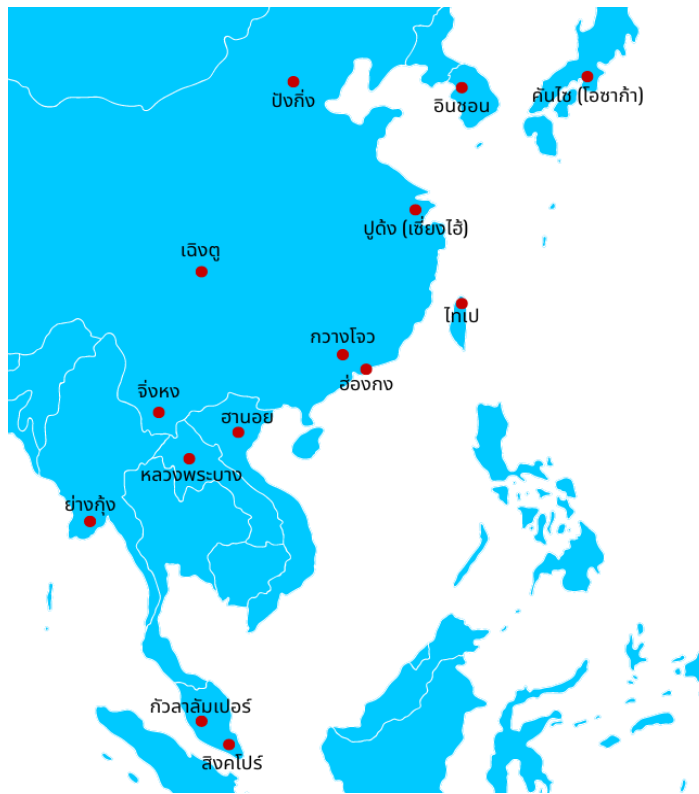 ปักกิ่ง
อินชอน
คันไซ (โอซาก้า)
ปูด้ง (เซี่ยงไฮ้)
เฉิงตู
ไทเป
กวางโจว
ฮ่องกง
จิ่งหง
ฮานอย
หลวงพระบาง
ย่างกุ้ง
กัวลาลัมเปอร์
สิงคโปร์